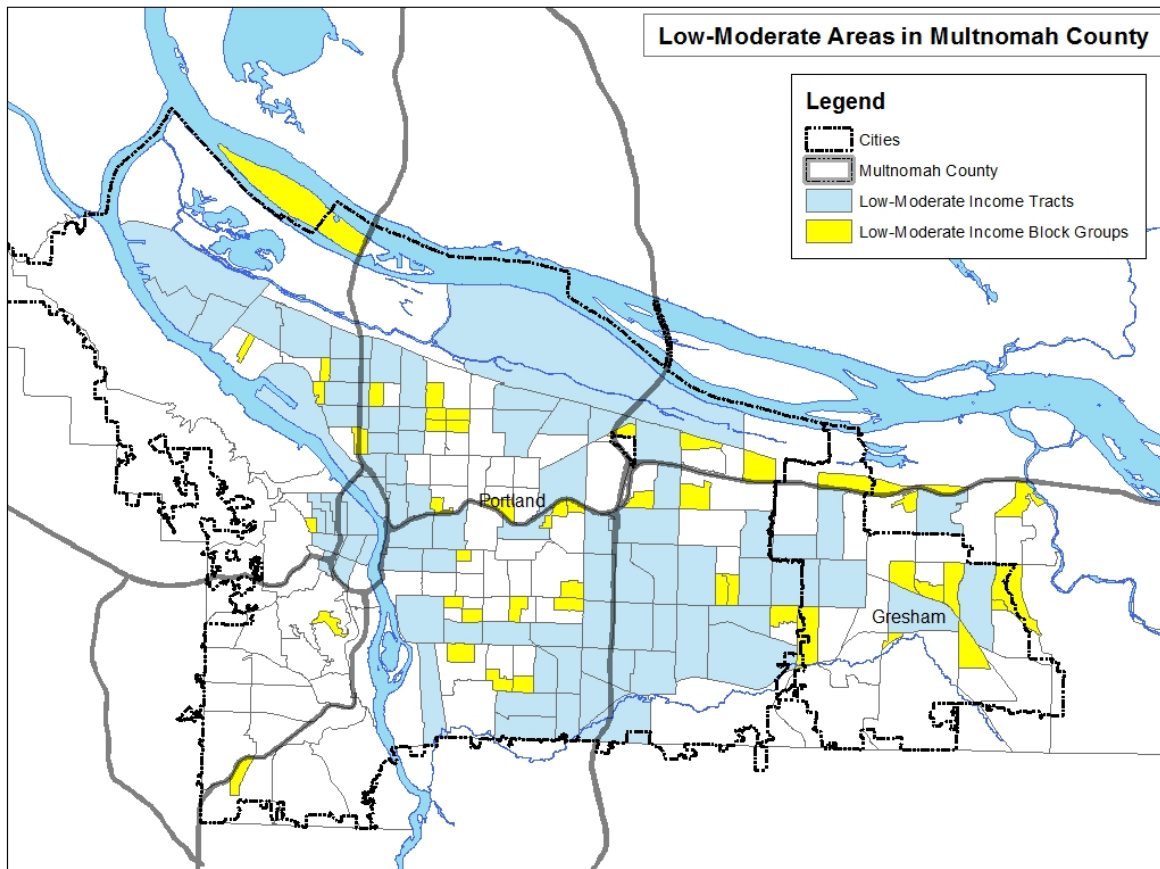 Low-Moderate Areas in Multnomah County
Legend
Cities
Multnomah County
Low-Moderate Income Tracts
Low-Moderate Income Block Groups
Portland
Gresham